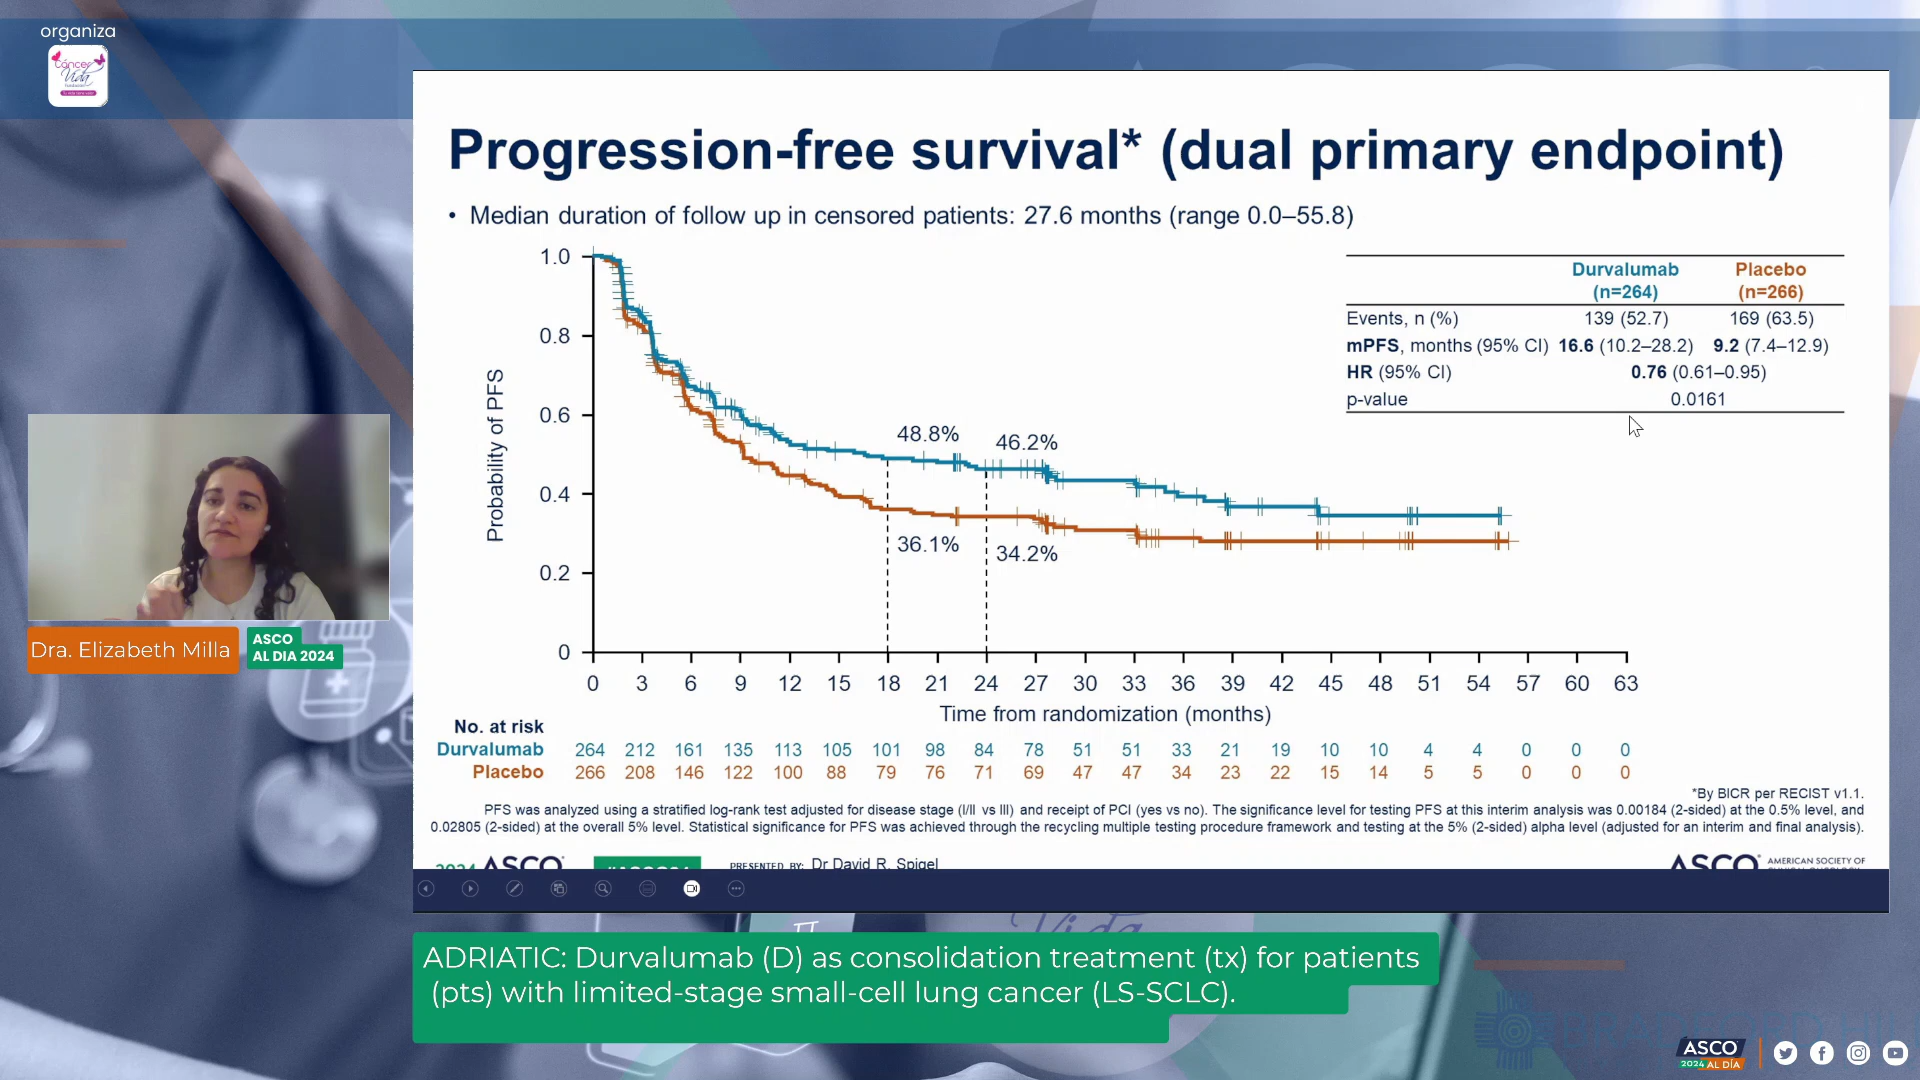 organiza
Cáncer
Vida
Progression-free survival* (dual primary endpoint)
• Median duration of follow up in censored patients: 27.6 months (range 0.0–55.8)
Durvalumab Placebo
(n=264) (n=266)
Events, n (%) 139 (52.7) 169 (63.5)
mPFS, months (95% CI) 16.6 (10.2–28.2) 9.2 (7.4–12.9)
HR (95% CI) 0.76 (0.61–0.95)
p-value 0.0161
Probability of PFS
1.0
0.8
0.6
0.4
0.2
0
48.8% 46.2%
36.1% 34.2%
0 3 6 9 12 15 18 21 24 27 30 33 36 39 42 45 48 51 54 57 60 63
Time from randomization (months)
No. at risk
Durvalumab 264 212 161 135 113 105 101 98 84 78 51 51 33 21 19 10 10 4 4 0 0 0
Placebo 266 208 146 122 100 88 79 76 71 69 47 47 34 23 22 15 14 5 5 0 0 0
*By BICR per RECIST v1.1.
PFS was analyzed using a stratified log-rank test adjusted for disease stage (I/II vs III) and receipt of PCI (yes vs no). The significance level for testing PFS at this interim analysis was 0.00184 (2-sided) at the 0.5% level, and
0.02805 (2-sided) at the overall 5% level. Statistical significance for PFS was achieved through the recycling multiple testing procedure framework and testing at the 5% (2-sided) alpha level (adjusted for an interim and final analysis).
2024 ASCO PRESENTED BY: Dr David R. Spigel ASCO AMERICAN SOCIETY OF
Dra. Elizabeth Milla
ASCO
AL DIA 2024
Vida
ADRIATIC: Durvalumab (D) as consolidation treatment (tx) for patients
(pts) with limited-stage small-cell lung cancer (LS-SCLC).
ASCO
2024 AL DÍA